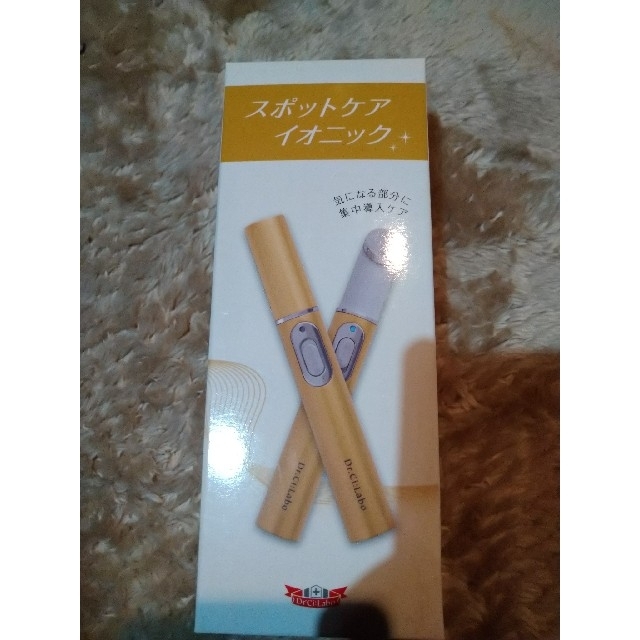 スポットケア
イオニック
気になる部分に
集中導入ケア
Dr.Ci:Labo
Dr.Ci:Labo
Dr.Ci:Labo